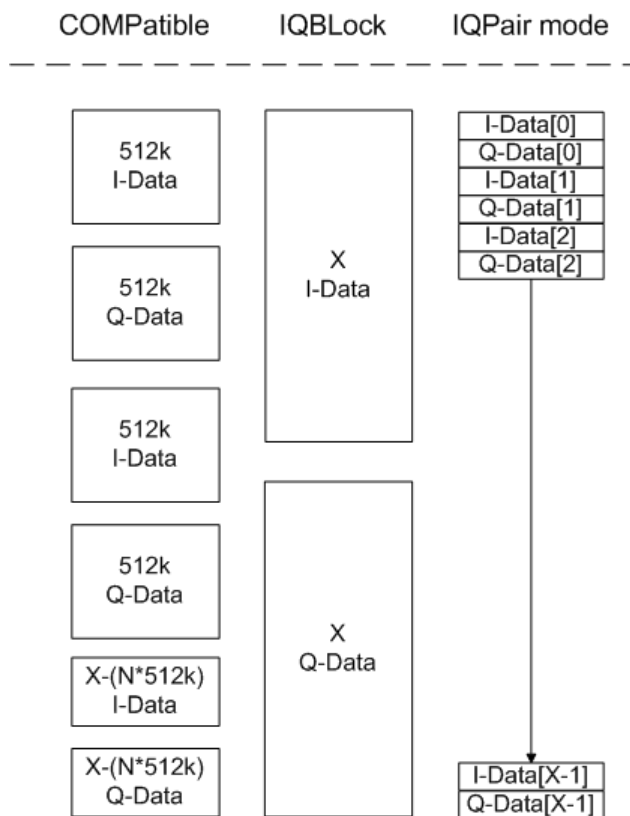 COMPatible
IQBLock
IQPair mode
512k
I-Data
512k
Q-Data
512k
I-Data
512k
Q-Data
X-(N*512k)
I-Data
X-(N*512k)
Q-Data
X
I-Data
X
Q-Data
I-Data[0]
Q-Data[0]
I-Data[1]
Q-Data[1]
I-Data[2]
Q-Data[2]
I-Data[X-1]
Q-Data[X-1]